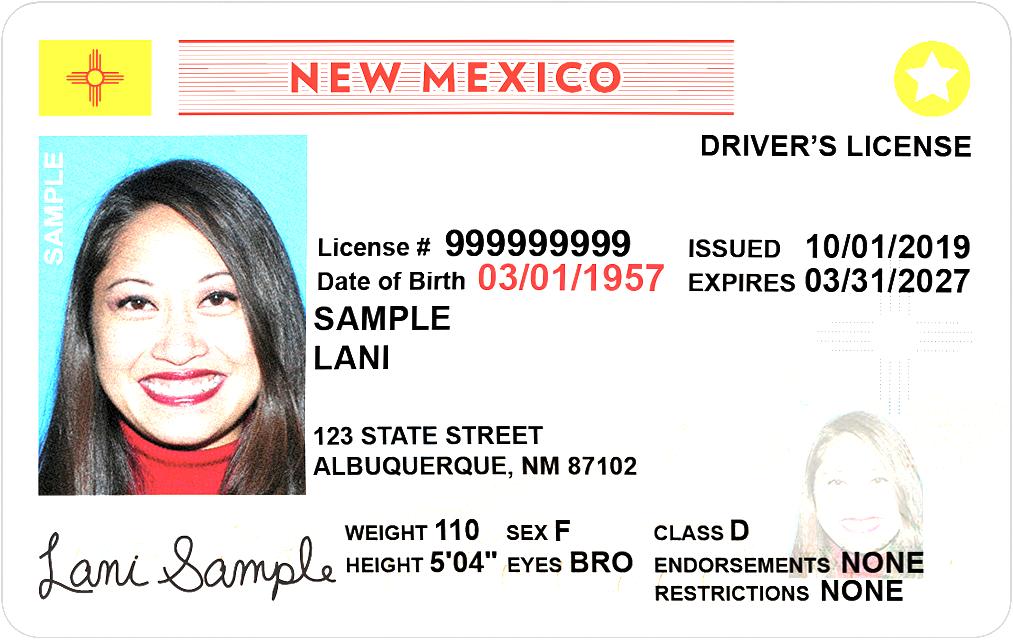 NEW MEXICO
DRIVER'S LICENSE
SAMPLE
License # 999999999
Date of Birth 03/01/1957
ISSUED 10/01/2019
EXPIRES 03/31/2027
SAMPLE
LANI
123 STATE STREET
ALBUQUERQUE, NM 87102
WEIGHT 110 SEX F
HEIGHT 5'04" EYES BRO
CLASS D
ENDORSEMENTS NONE
RESTRICTIONS NONE
Lani Sample